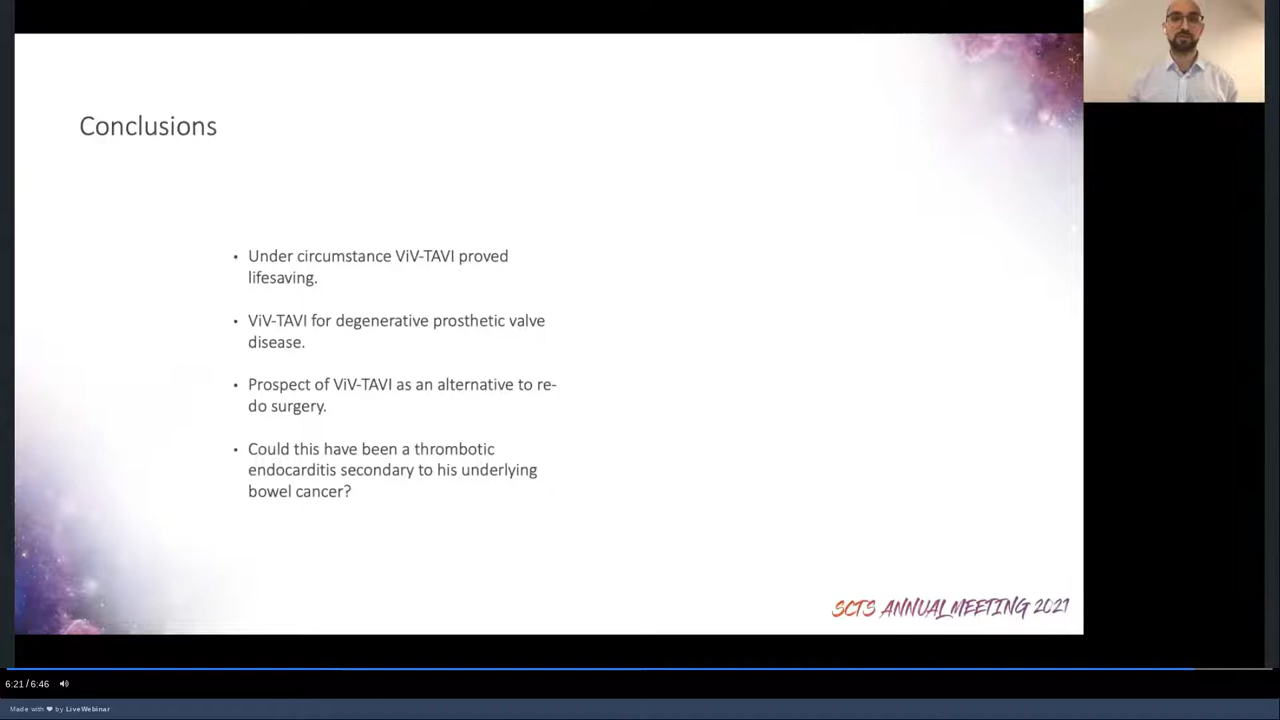 Conclusions
• Under circumstance ViV-TAVI proved
lifesaving.
• ViV-TAVI for degenerative prosthetic valve
disease.
• Prospect of ViV-TAVI as an alternative to re-
do surgery.
• Could this have been a thrombotic
endocarditis secondary to his underlying
bowel cancer?
SCTS ANNUAL MEETING 2021
6:21 / 6:46
Made with ❤ by LiveWebinar